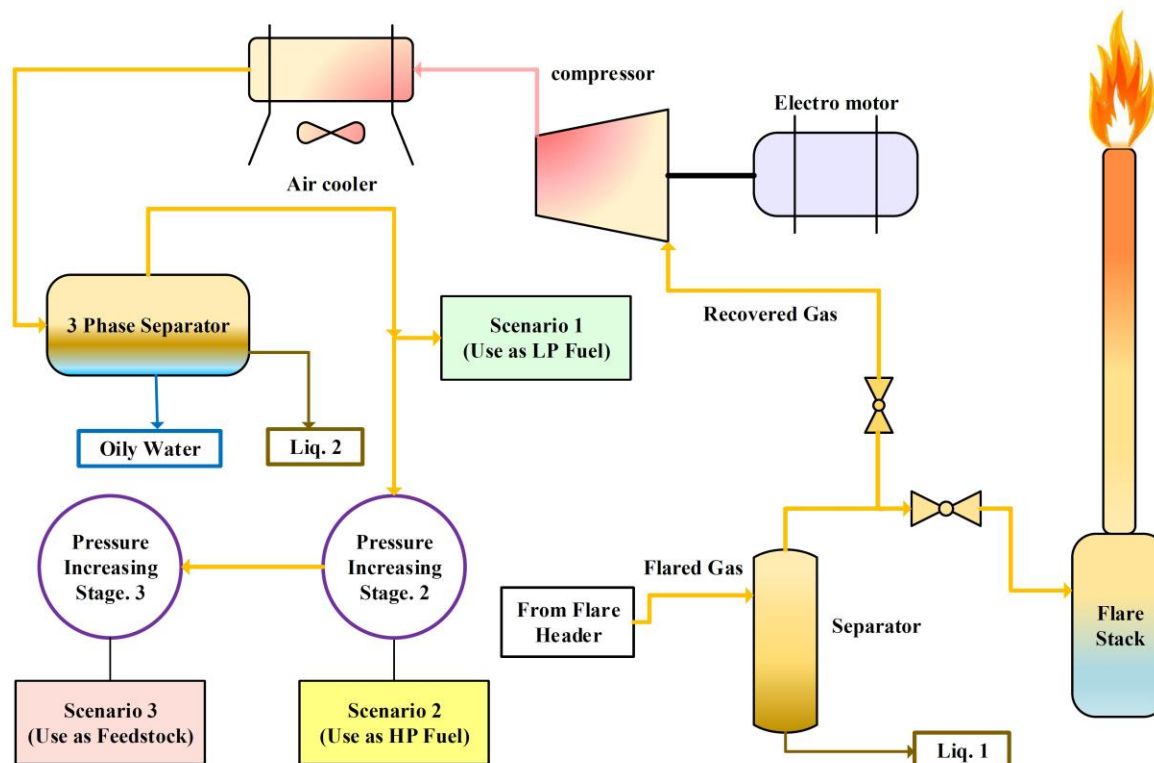 compressor
Electro motor
Air cooler
3 Phase Separator
Scenario 1
(Use as LP Fuel)
Recovered Gas
Oily Water
Liq. 2
Pressure
Increasing
Stage. 3
Pressure
Increasing
Stage. 2
Flared Gas
From Flare
Header
Separator
Flare
Stack
Scenario 3
(Use as Feedstock)
Scenario 2
(Use as HP Fuel)
Liq. 1